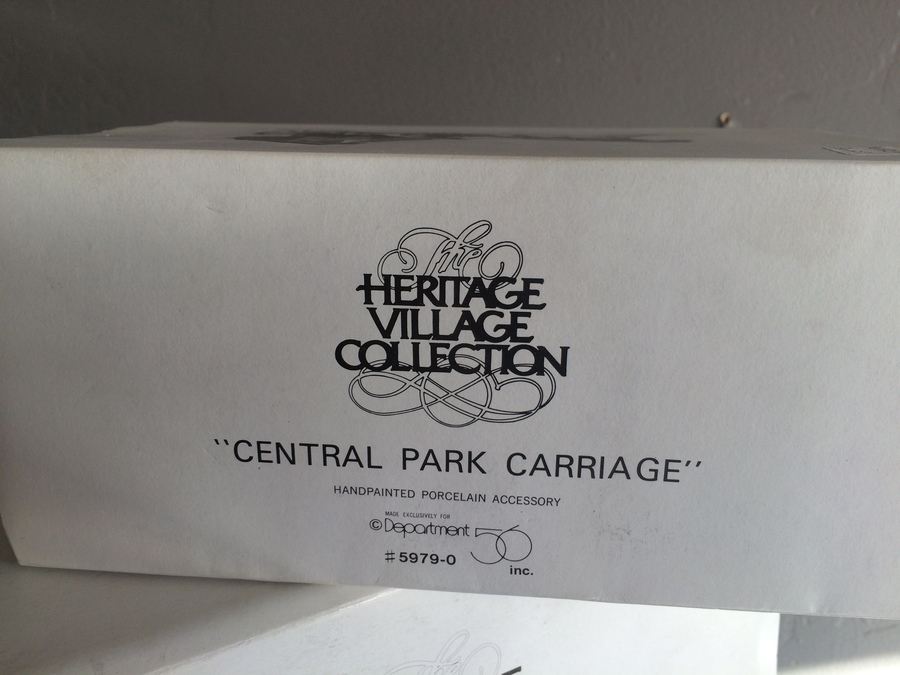 The
HERITAGE
VILLAGE
COLLECTION
``CENTRAL PARK CARRIAGE''
HANDPAINTED PORCELAIN ACCESSORY
MADE EXCLUSIVELY FOR
©Department 56
#5979-0
inc.